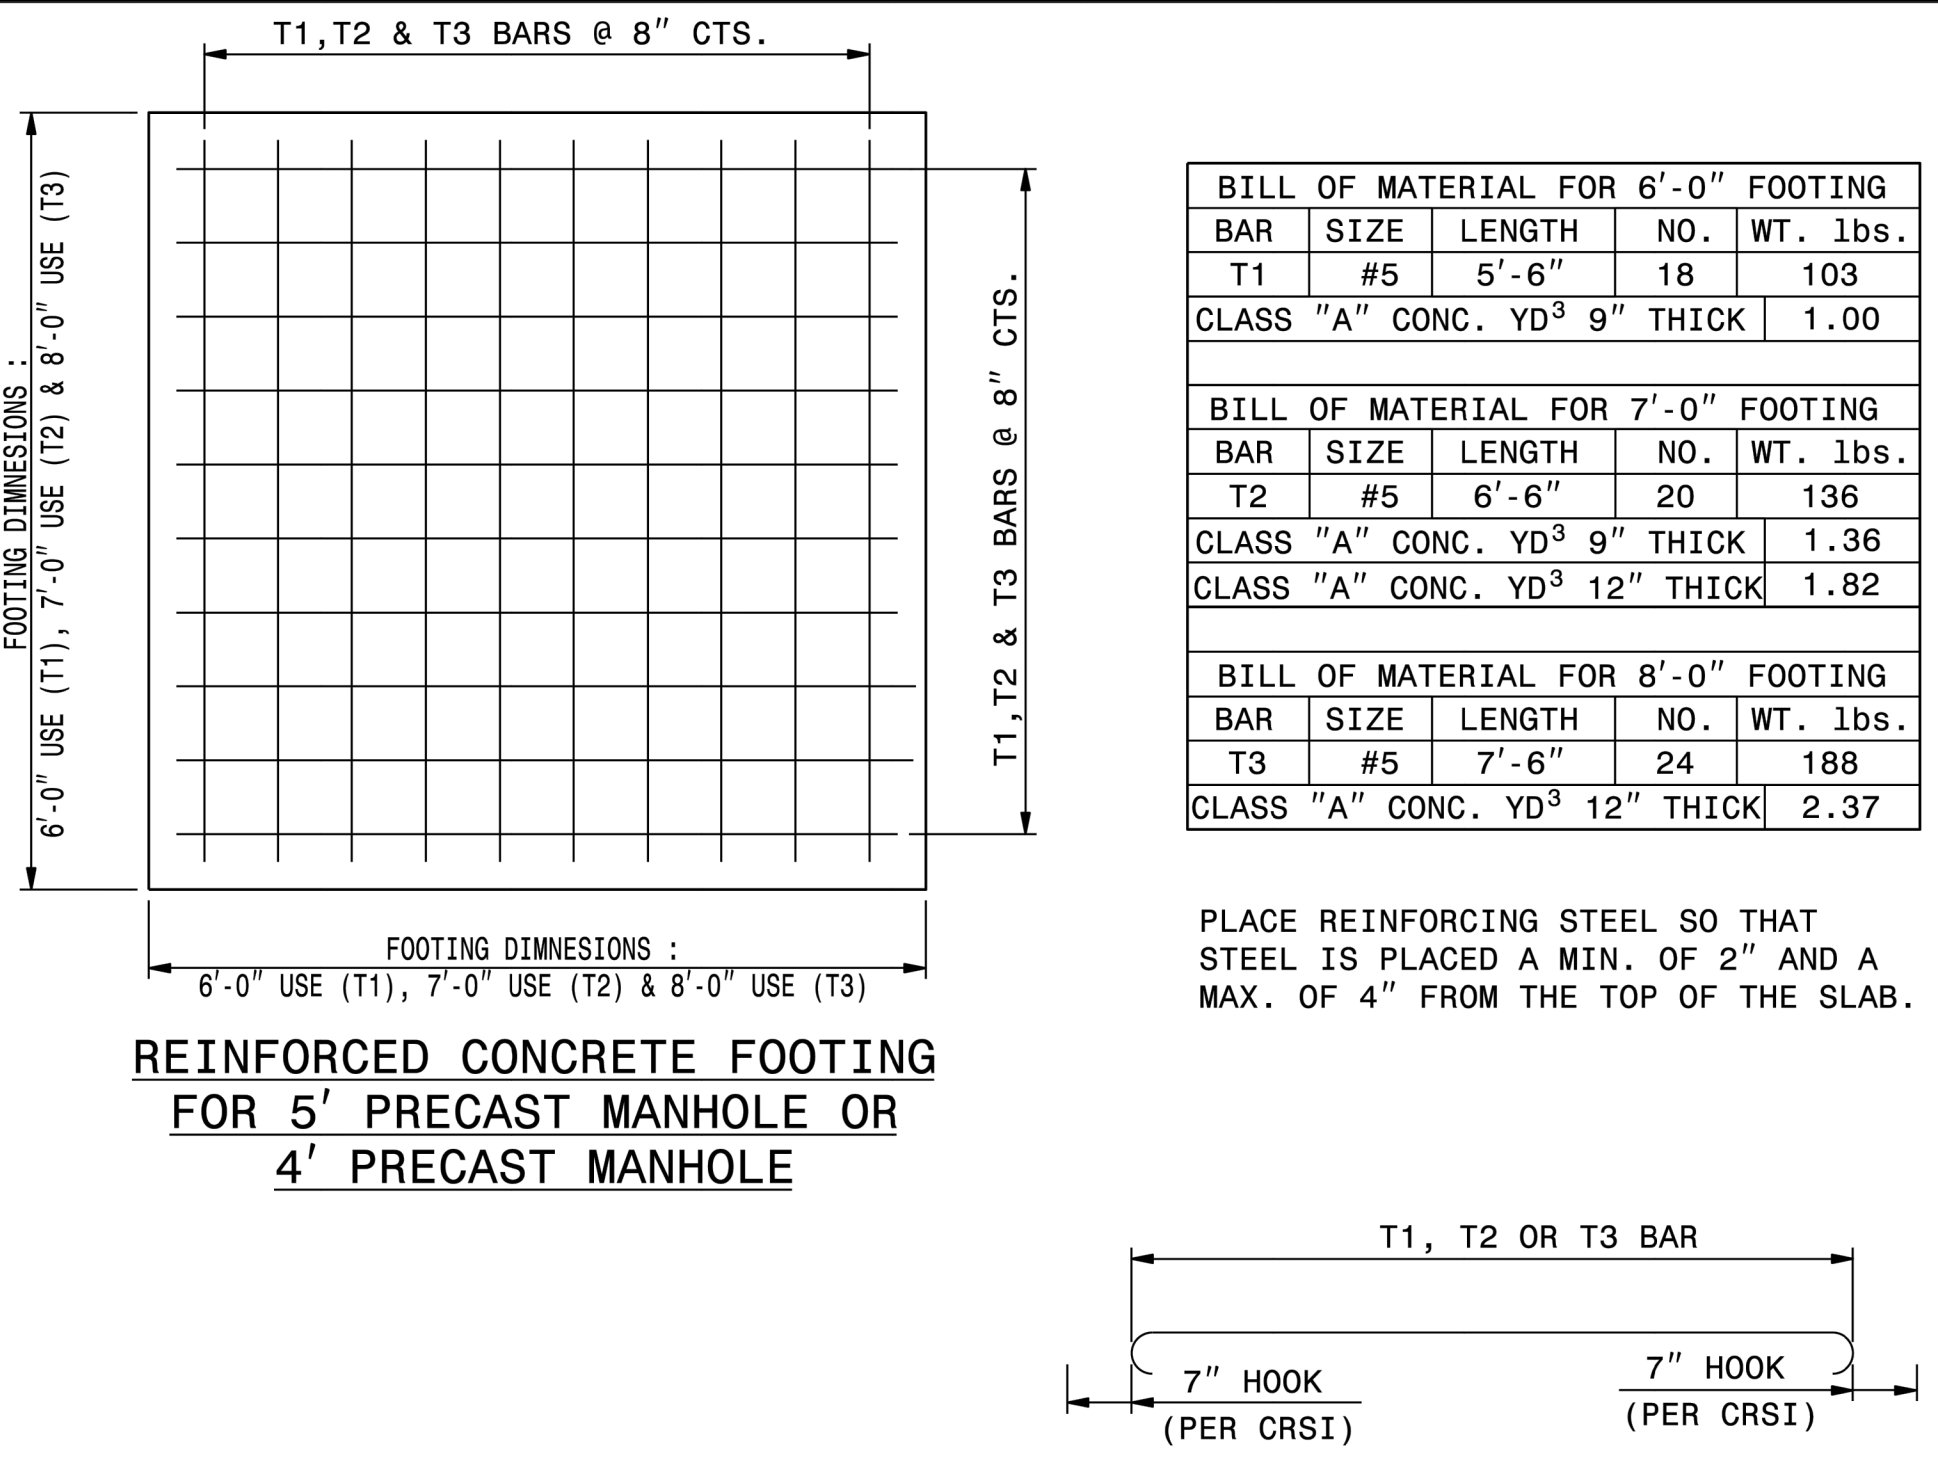 T1,T2 & T3 BARS @ 8" CTS.
FOOTING DIMNESIONS :
6'-0" USE (T1), 7'-0" USE (T2) & 8'-0" USE (T3)
T1,T2 & T3 BARS @ 8" CTS.
FOOTING DIMNESIONS :
6'-0" USE (T1), 7'-0" USE (T2) & 8'-0" USE (T3)
REINFORCED CONCRETE FOOTING
FOR 5' PRECAST MANHOLE OR
4' PRECAST MANHOLE
BILL OF MATERIAL FOR 6'-0" FOOTING
BAR SIZE LENGTH NO. WT. lbs.
T1 #5 5'-6" 18 103
CLASS "A" CONC. YD³ 9" THICK 1.00
BILL OF MATERIAL FOR 7'-0" FOOTING
BAR SIZE LENGTH NO. WT. lbs.
T2 #5 6'-6" 20 136
CLASS "A" CONC. YD³ 9" THICK 1.36
CLASS "A" CONC. YD³ 12" THICK 1.82
BILL OF MATERIAL FOR 8'-0" FOOTING
BAR SIZE LENGTH NO. WT. lbs.
T3 #5 7'-6" 24 188
CLASS "A" CONC. YD³ 12" THICK 2.37
PLACE REINFORCING STEEL SO THAT
STEEL IS PLACED A MIN. OF 2" AND A
MAX. OF 4" FROM THE TOP OF THE SLAB.
T1, T2 OR T3 BAR
7" HOOK
(PER CRSI)
7" HOOK
(PER CRSI)